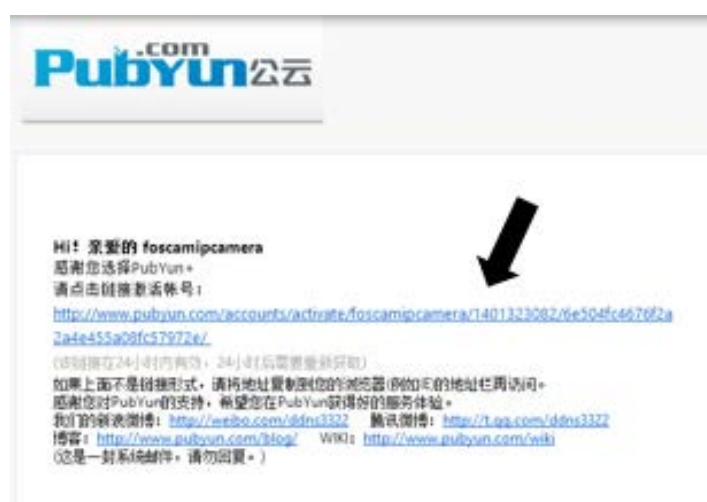 .com
PubYun公云
Hi！亲爱的 foscamipcamera
感谢您选择PubYun。
请点击链接激活帐号：
http://www.pubyun.com/accounts/activate/foscamipcamera/1401323082/6e504fc4676f2a
2a4e455a08fc57972e/
(该链接在24小时内有效，24小时后需要重新获取)
如果上面不是链接形式，请将地址复制到您的浏览器(例如IE)的地址栏再访问。
感谢您对PubYun的支持，希望您在PubYun获得好的服务体验。
我们的新浪微博：http://weibo.com/ddns3322 腾讯微博：http://t.qq.com/ddns3322
博客：http://www.pubyun.com/blog/ WIKI：http://www.pubyun.com/wiki
(这是一封系统邮件，请勿回复。)